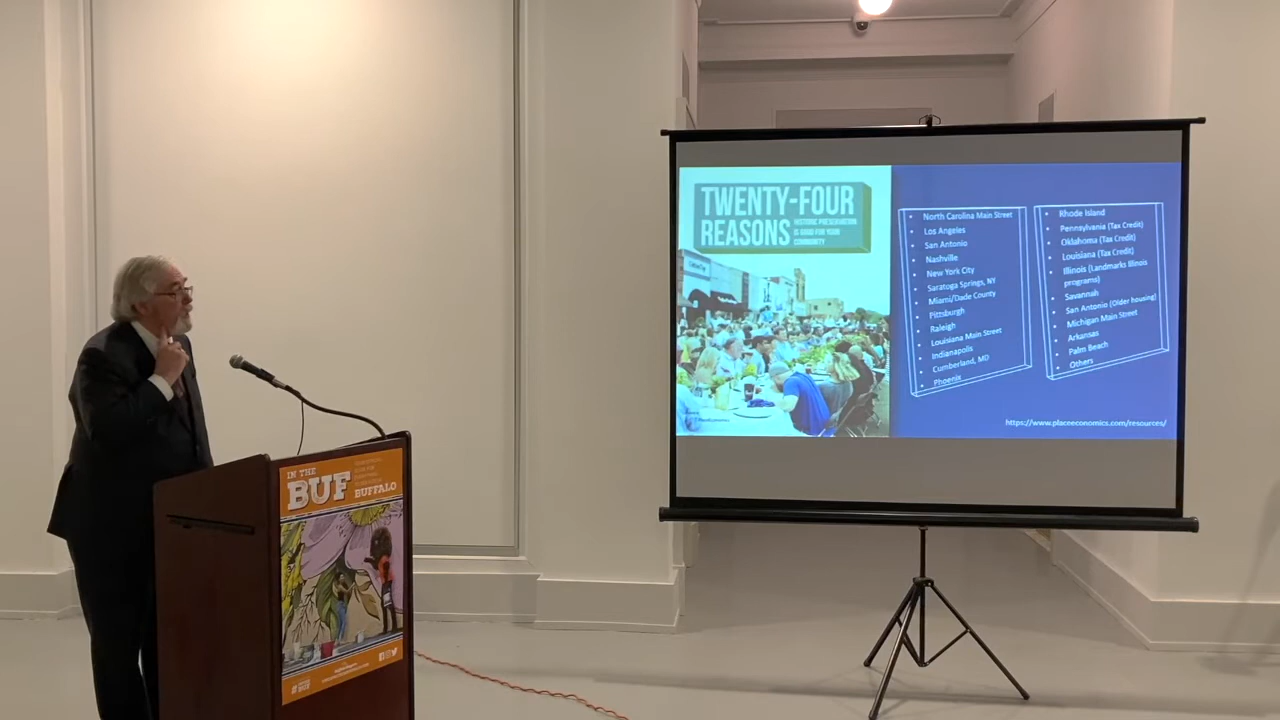 TWENTY-FOUR
REASONS
HISTORIC PRESERVATION
IS GOOD FOR YOUR
COMMUNITY
• North Carolina Main Street
• Los Angeles
• San Antonio
• Nashville
• New York City
• Saratoga Springs, NY
• Miami/Dade County
• Pittsburgh
• Raleigh
• Louisiana Main Street
• Indianapolis
• Cumberland, MD
• Phoenix
• Rhode Island
• Pennsylvania (Tax Credit)
• Oklahoma (Tax Credit)
• Louisiana (Tax Credit)
• Illinois (Landmarks Illinois
programs)
• Savannah
• San Antonio (Older housing)
• Michigan Main Street
• Arkansas
• Palm Beach
• Others
https://www.placeeconomics.com/resources/
IN THE
BUF
BUFFALO